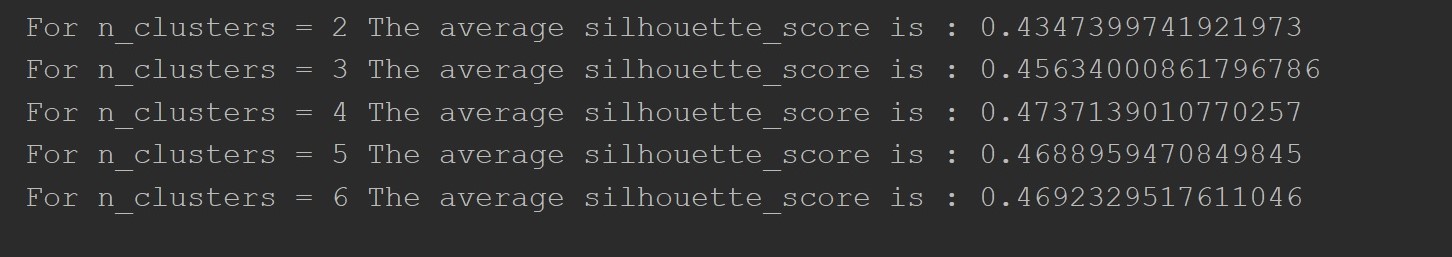 For n_clusters = 2 The average silhouette_score is : 0.4347399741921973
For n_clusters = 3 The average silhouette_score is : 0.45634000861796786
For n_clusters = 4 The average silhouette_score is : 0.4737139010770257
For n_clusters = 5 The average silhouette_score is : 0.4688959470849845
For n_clusters = 6 The average silhouette_score is : 0.4692329517611046